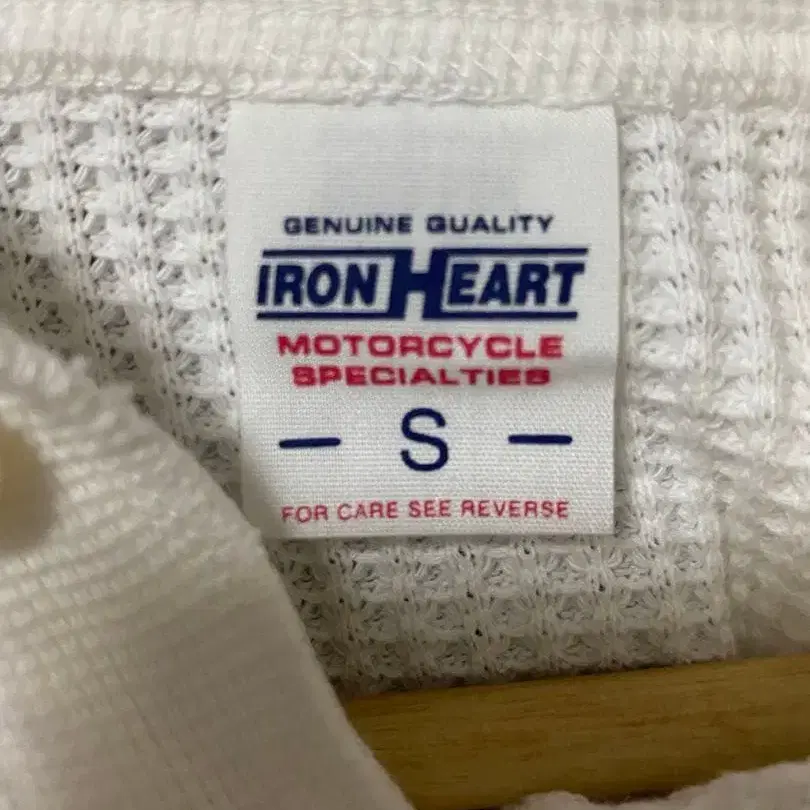 GENUINE QUALITY
IRON HEART
MOTORCYCLE
SPECIALTIES
— S —
FOR CARE SEE REVERSE